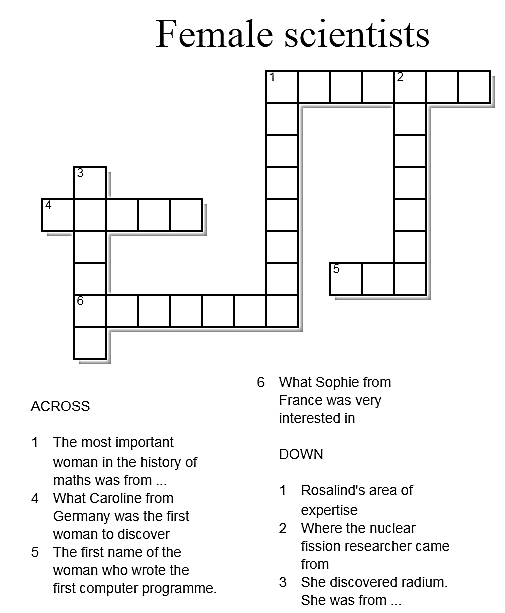 Female scientists
1
2
3
4
5
6
ACROSS
1 The most important
woman in the history of
maths was from ...
4 What Caroline from
Germany was the first
woman to discover
5 The first name of the
woman who wrote the
first computer programme.
6 What Sophie from
France was very
interested in
DOWN
1 Rosalind's area of
expertise
2 Where the nuclear
fission researcher came
from
3 She discovered radium.
She was from ...